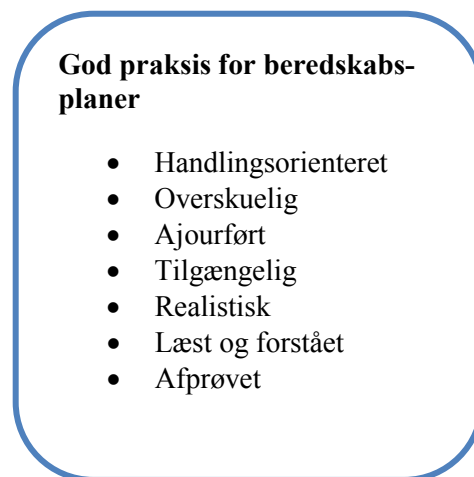 God praksis for beredskabs-
planer
• Handlingsorienteret
• Overskuelig
• Ajourført
• Tilgængelig
• Realistisk
• Læst og forstået
• Afprøvet